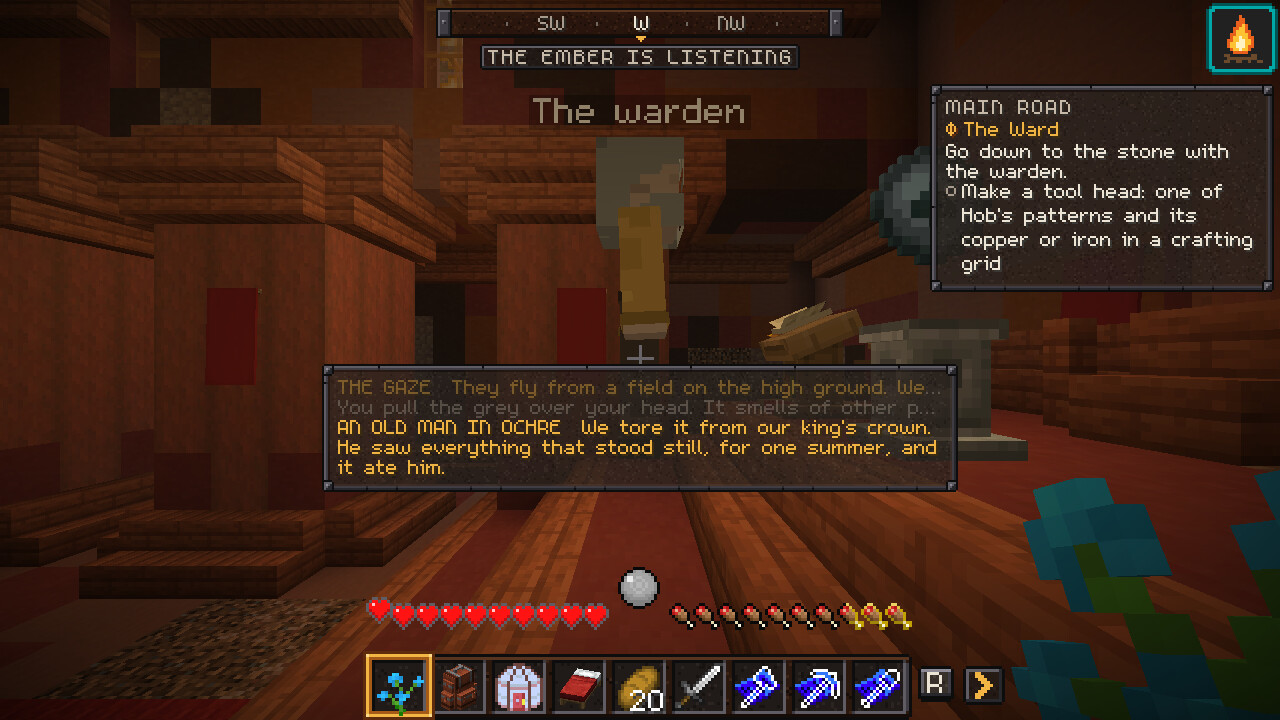 SW · W · NW
THE EMBER IS LISTENING
The warden
MAIN ROAD
The Ward
Go down to the stone with
the warden.
Make a tool head: one of
Hob's patterns and its
copper or iron in a crafting
grid
THE GAZE They fly from a field on the high ground. We...
You pull the grey over your head. It smells of other p...
AN OLD MAN IN OCHRE We tore it from our king's crown.
He saw everything that stood still, for one summer, and
it ate him.
20
R